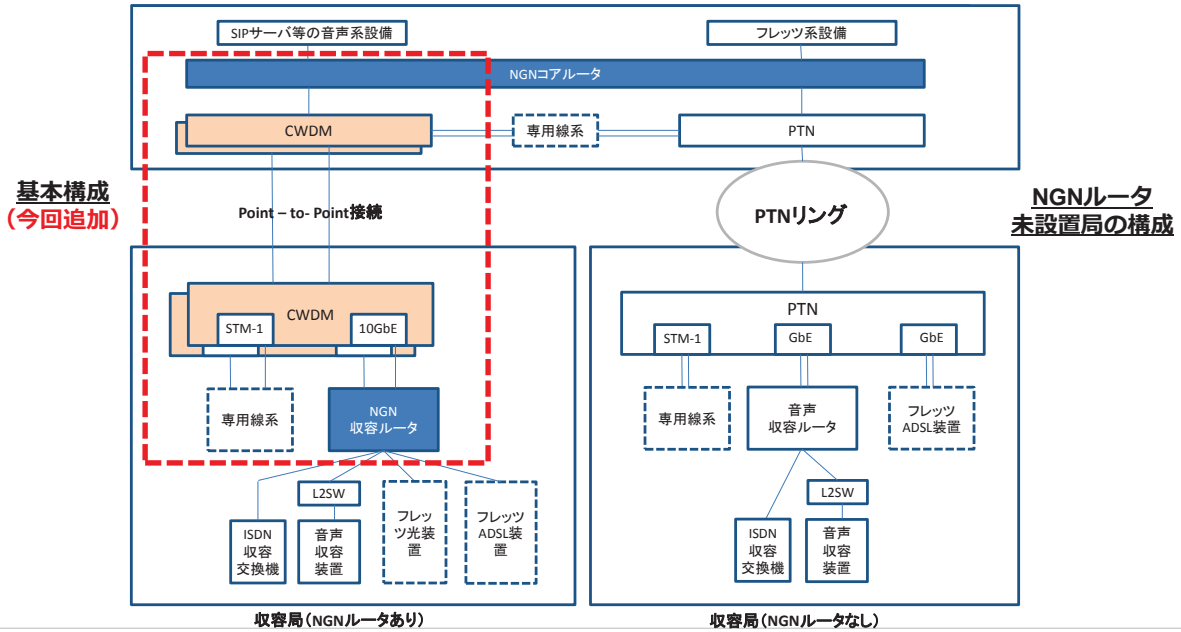 SIPサーバ等の音声系設備
フレッツ系設備
NGNコアルータ
CWDM
専用線系
PTN
基本構成
（今回追加）
Point – to- Point接続
PTNリング
NGNルータ
未設置局の構成
CWDM
STM-1
10GbE
専用線系
NGN
収容ルータ
L2SW
ISDN
収容
交換機
音声
収容
装置
フレッ
ツ光装
置
フレッツ
ADSL装
置
収容局（NGNルータあり）
PTN
STM-1
GbE
GbE
専用線系
音声
収容ルータ
フレッツ
ADSL装置
L2SW
ISDN
収容
交換機
音声
収容
装置
収容局（NGNルータなし）